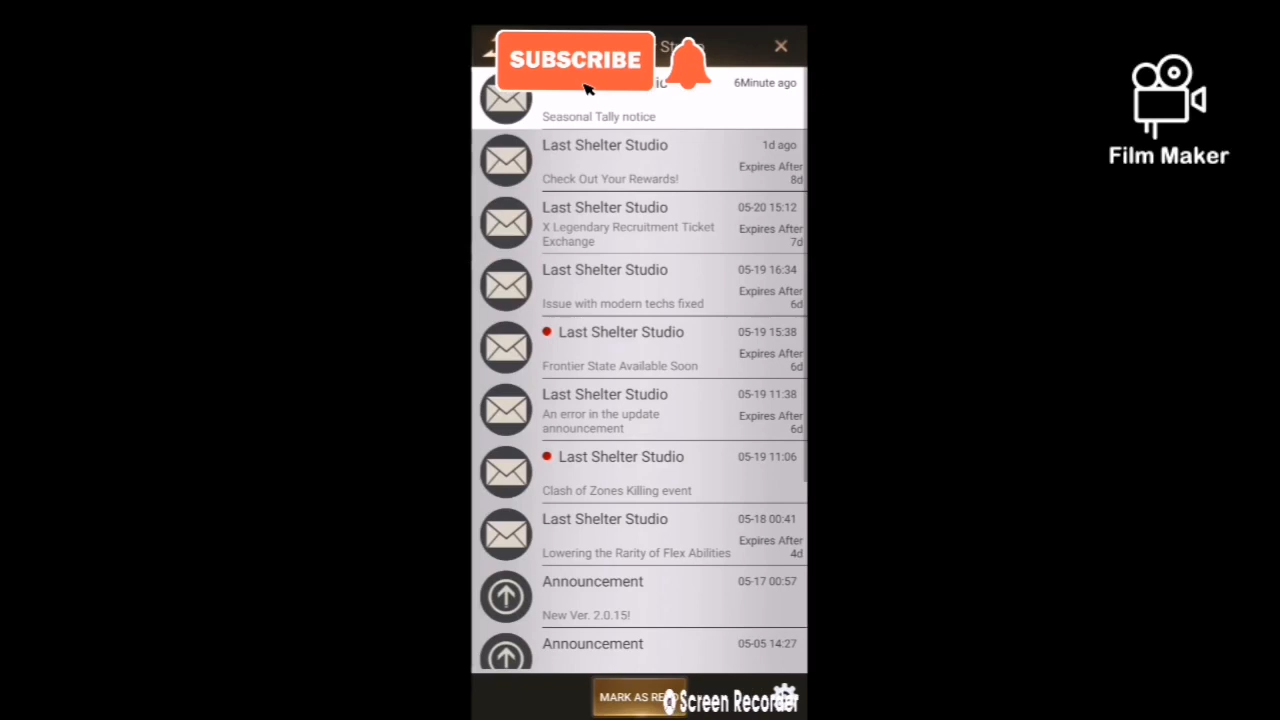 SUBSCRIBE
6Minute ago
Seasonal Tally notice
Last Shelter Studio
1d ago
Check Out Your Rewards!
Expires After
8d
Last Shelter Studio
05-20 15:12
X Legendary Recruitment Ticket
Exchange
Expires After
7d
Last Shelter Studio
05-19 16:34
Issue with modern techs fixed
Expires After
6d
Last Shelter Studio
05-19 15:38
Frontier State Available Soon
Expires After
6d
Last Shelter Studio
05-19 11:38
An error in the update
announcement
Expires After
6d
Last Shelter Studio
05-19 11:06
Clash of Zones Killing event
Last Shelter Studio
05-18 00:41
Lowering the Rarity of Flex Abilities
Expires After
4d
Announcement
05-17 00:57
New Ver. 2.0.15!
Announcement
05-05 14:27
MARK AS
Screen Recorder
Film Maker